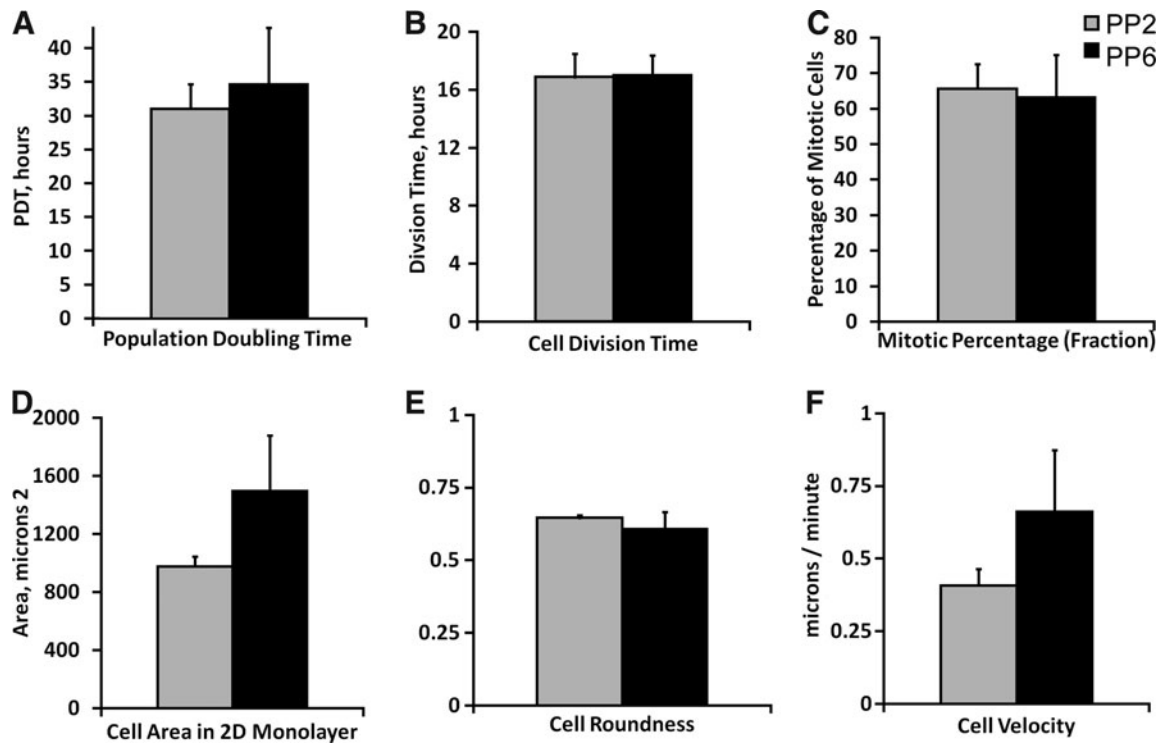 A
PDT, hours
40
35
30
25
20
15
10
5
0
Population Doubling Time
B
Divsion Time, hours
20
16
12
8
4
0
Cell Division Time
C
Percentage of Mitotic Cells
80
70
60
50
40
30
20
10
0
Mitotic Percentage (Fraction)
PP2
PP6
D
Area, microns 2
2000
1600
1200
800
400
0
Cell Area in 2D Monolayer
E
1
0.75
0.5
0.25
0
Cell Roundness
F
microns / minute
1
0.75
0.5
0.25
0
Cell Velocity